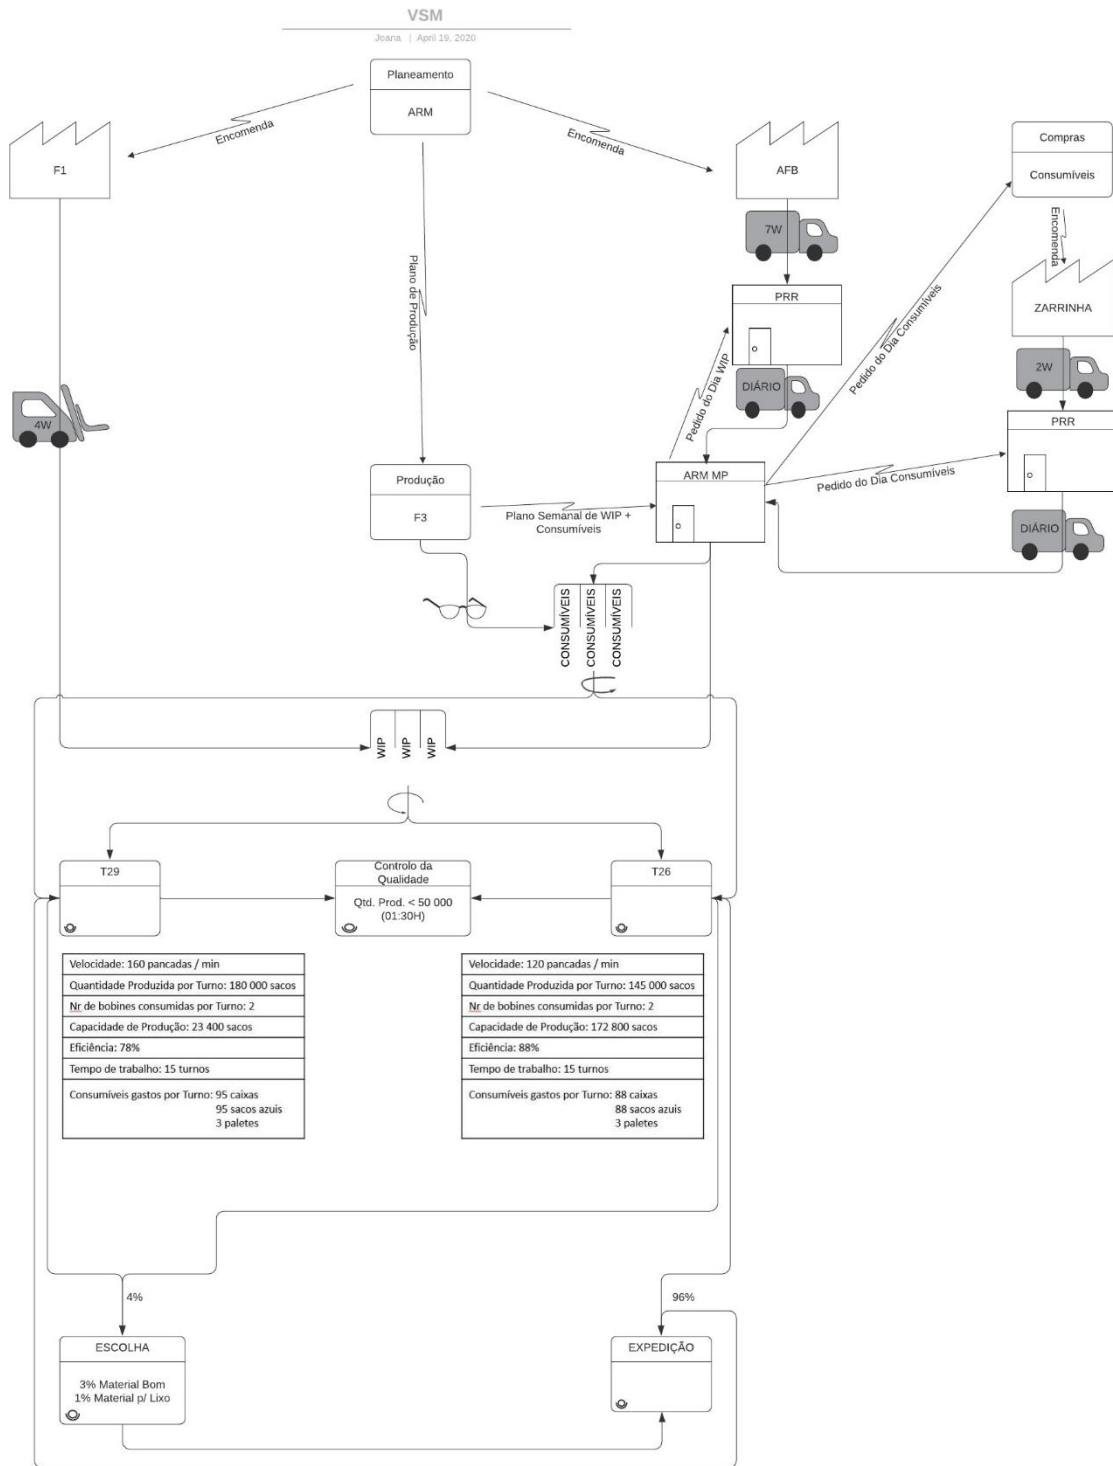 VSM
Joana | April 19, 2020
Planeamento
ARM
Encomenda
Encomenda
F1
AFB
Compras
Consumíveis
7W
Encomenda
Plano de Produção
PRR
ZARRINHA
Pedido do Dia WIP
Pedido do Dia Consumíveis
DIÁRIO
2W
4W
PRR
Produção
F3
ARM MP
Pedido do Dia Consumíveis
Plano Semanal de WIP +
Consumíveis
DIÁRIO
CONSUMÍVEIS
CONSUMÍVEIS
CONSUMÍVEIS
WIP
WIP
WIP
T29
Controlo da
Qualidade
Qtd. Prod. < 50 000
(01:30H)
T26
Velocidade: 160 pancadas / min
Quantidade Produzida por Turno: 180 000 sacos
Nr de bobines consumidas por Turno: 2
Capacidade de Produção: 23 400 sacos
Eficiência: 78%
Tempo de trabalho: 15 turnos
Consumíveis gastos por Turno: 95 caixas
95 sacos azuis
3 paletes
Velocidade: 120 pancadas / min
Quantidade Produzida por Turno: 145 000 sacos
Nr de bobines consumidas por Turno: 2
Capacidade de Produção: 172 800 sacos
Eficiência: 88%
Tempo de trabalho: 15 turnos
Consumíveis gastos por Turno: 88 caixas
88 sacos azuis
3 paletes
4%
96%
ESCOLHA
3% Material Bom
1% Material p/ Lixo
EXPEDIÇÃO